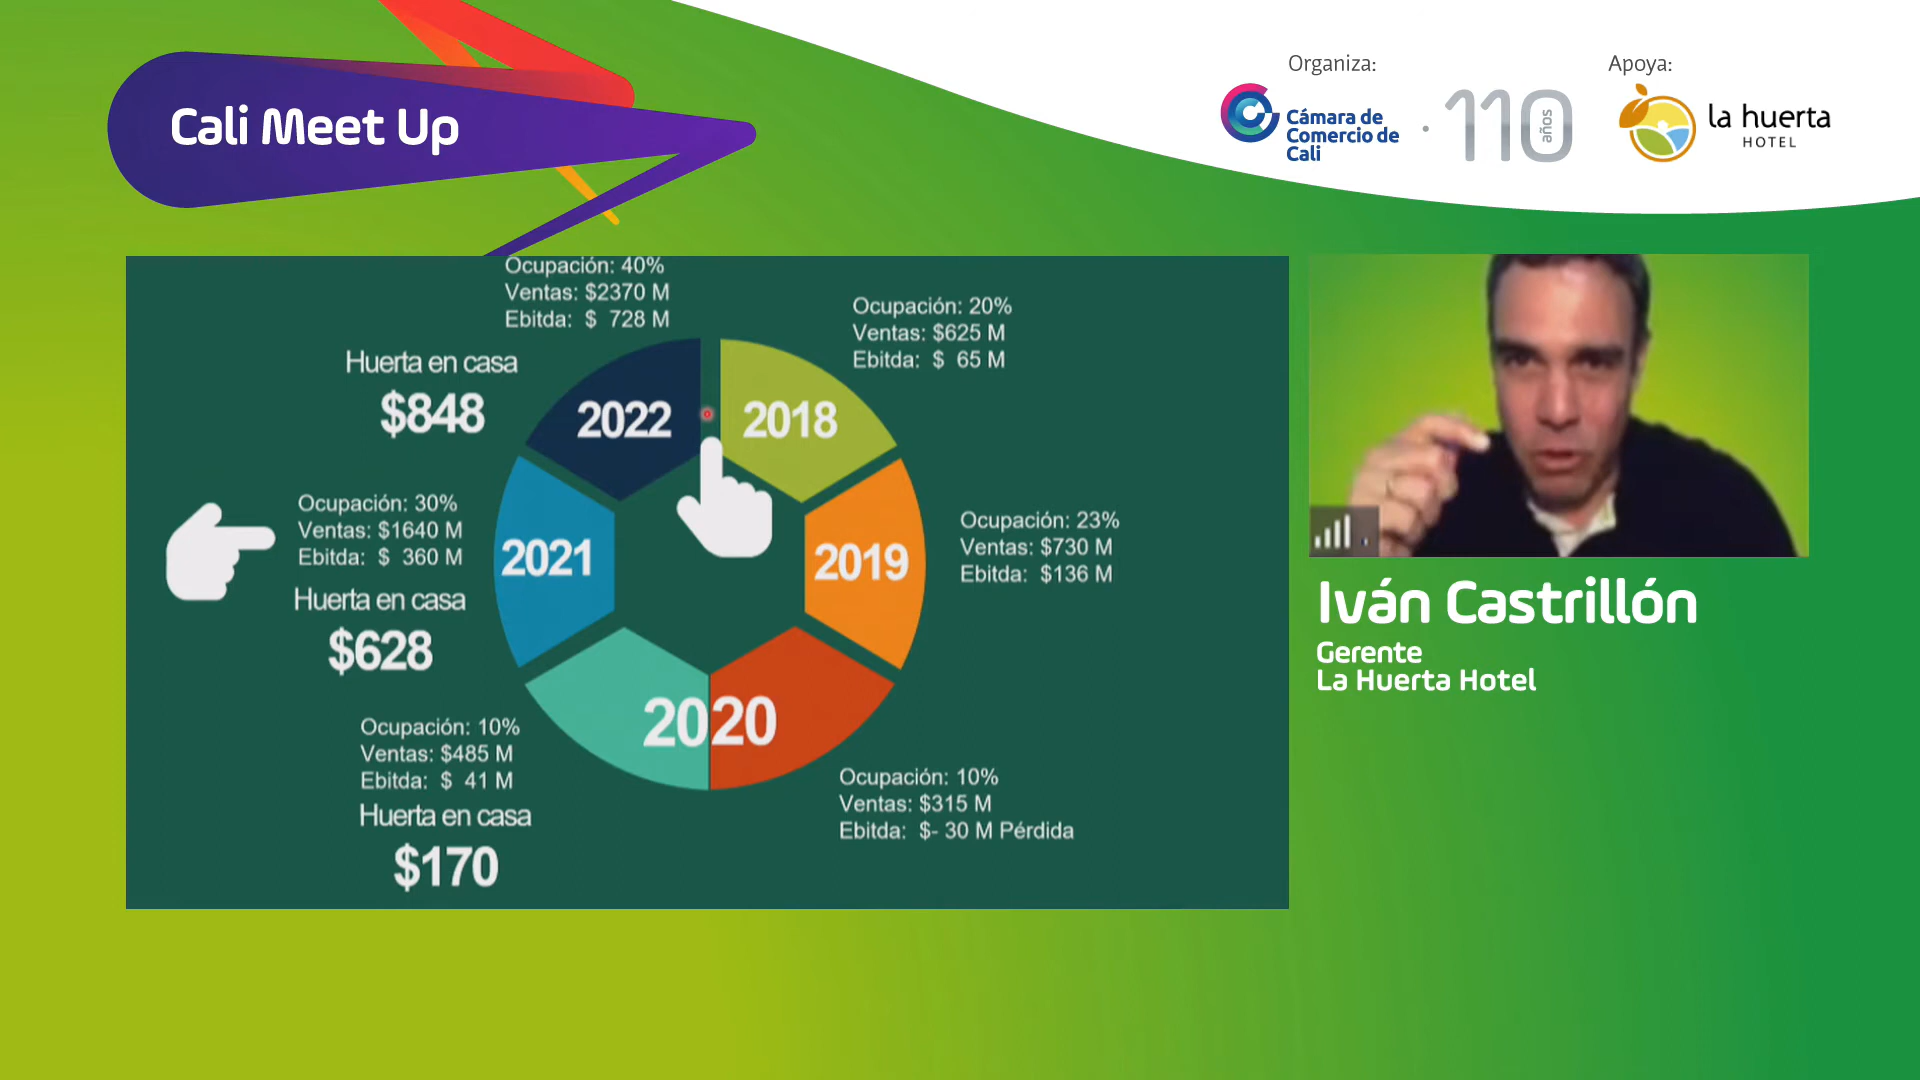 Cali Meet Up
Organiza:
Cámara de
Comercio de
Cali
110
años
Apoya:
la huerta
HOTEL
Ocupación: 40%
Ventas: $2370 M
Ebitda: $ 728 M
Huerta en casa
$848
Ocupación: 20%
Ventas: $625 M
Ebitda: $ 65 M
2022
2018
Ocupación: 30%
Ventas: $1640 M
Ebitda: $ 360 M
Huerta en casa
$628
2021
2019
Ocupación: 23%
Ventas: $730 M
Ebitda: $136 M
2020
Ocupación: 10%
Ventas: $485 M
Ebitda: $ 41 M
Huerta en casa
$170
Ocupación: 10%
Ventas: $315 M
Ebitda: $- 30 M Pérdida
Iván Castrillón
Gerente
La Huerta Hotel